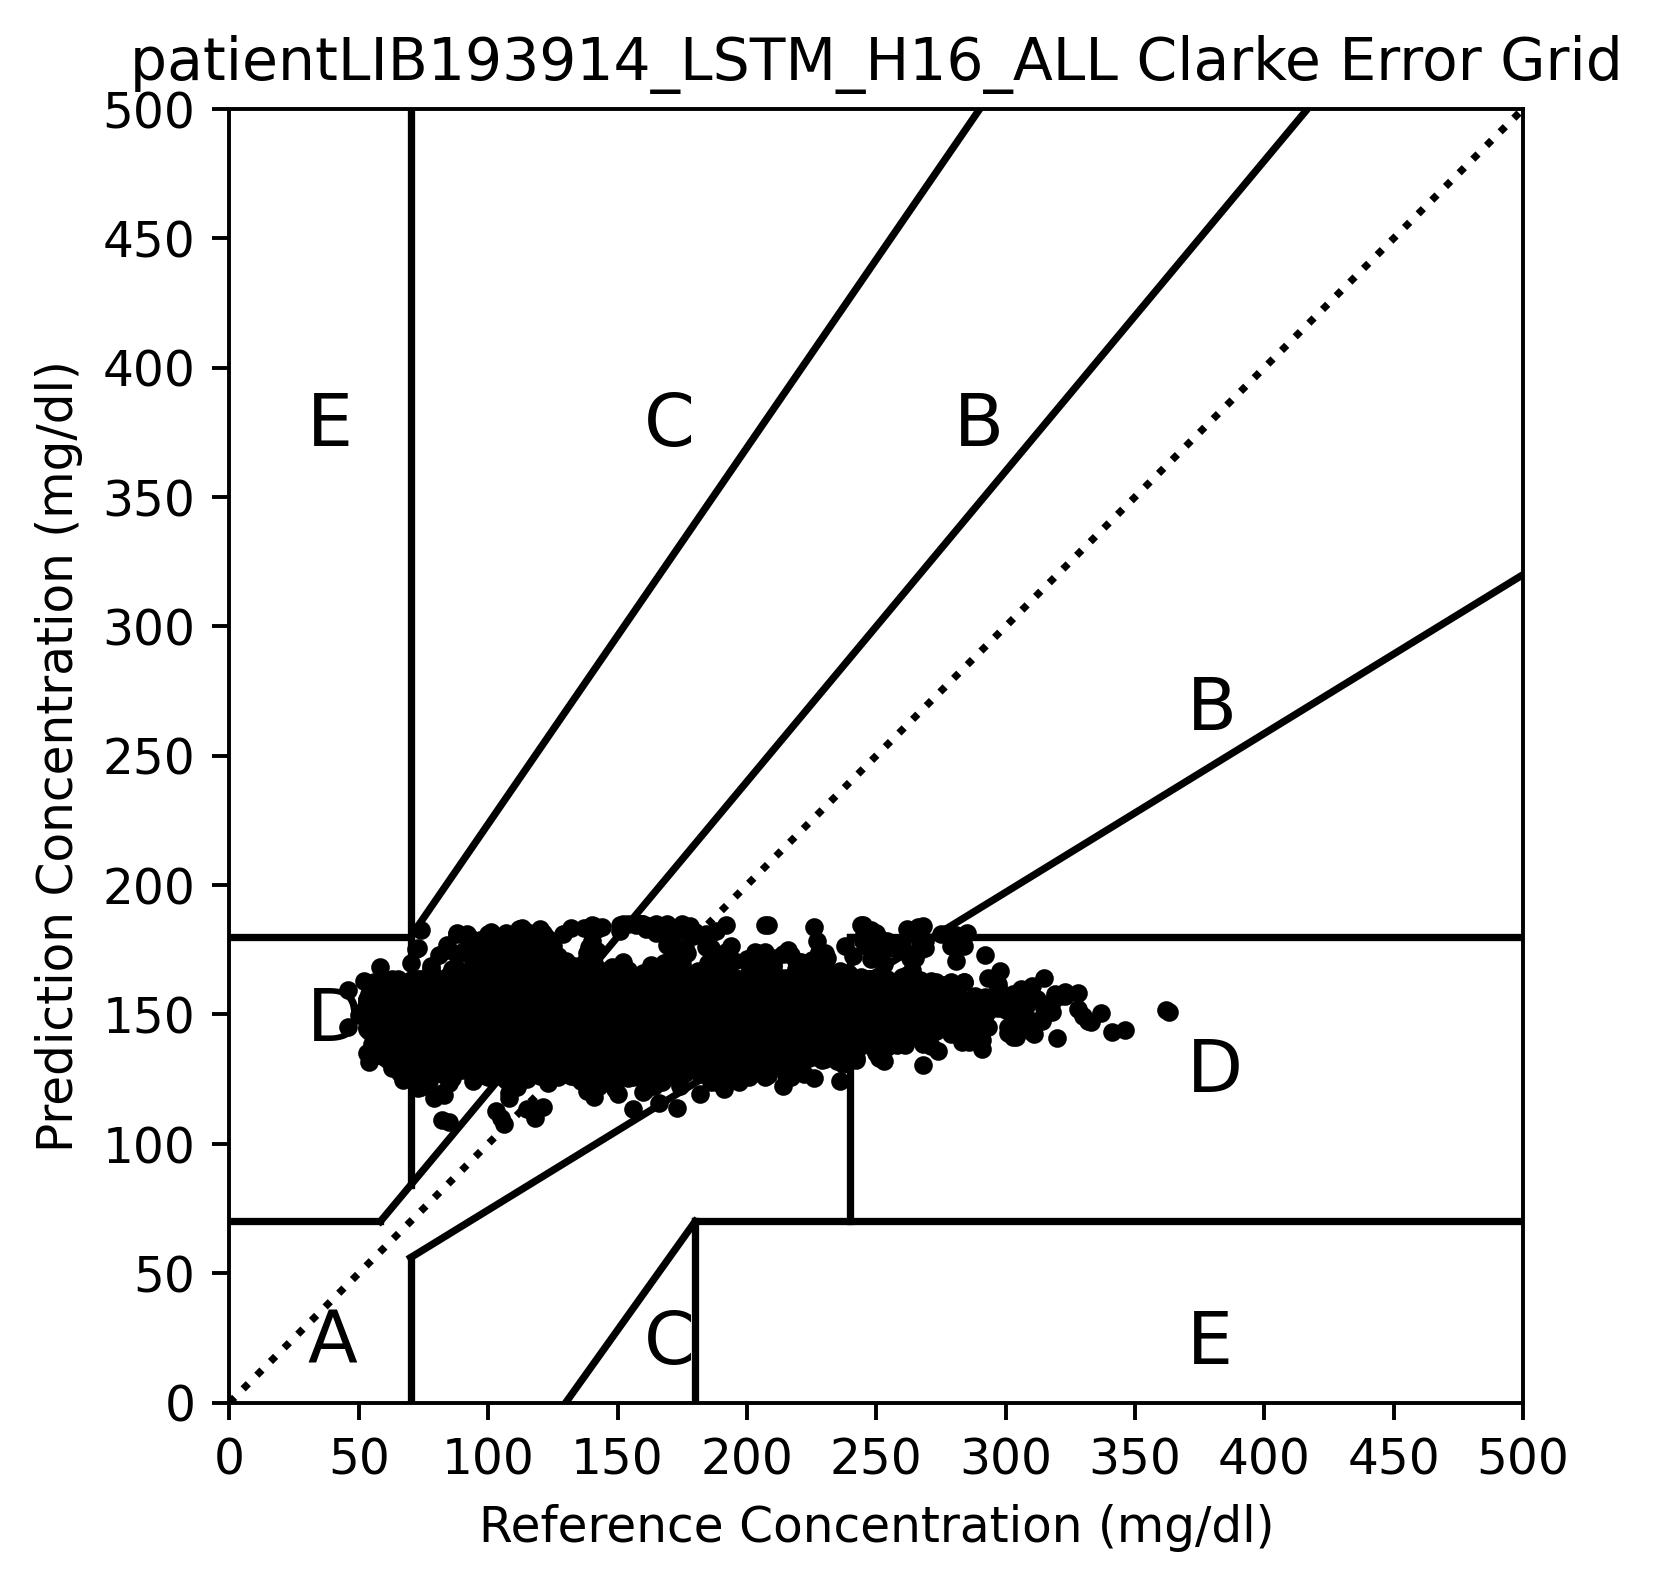 patientLIB193914_LSTM_H16_ALL Clarke Error Grid
Prediction Concentration (mg/dl)
500
450
400
350
300
250
200
150
100
50
0
E
C
B
B
D
D
A
C
E
0 50 100 150 200 250 300 350 400 450 500
Reference Concentration (mg/dl)